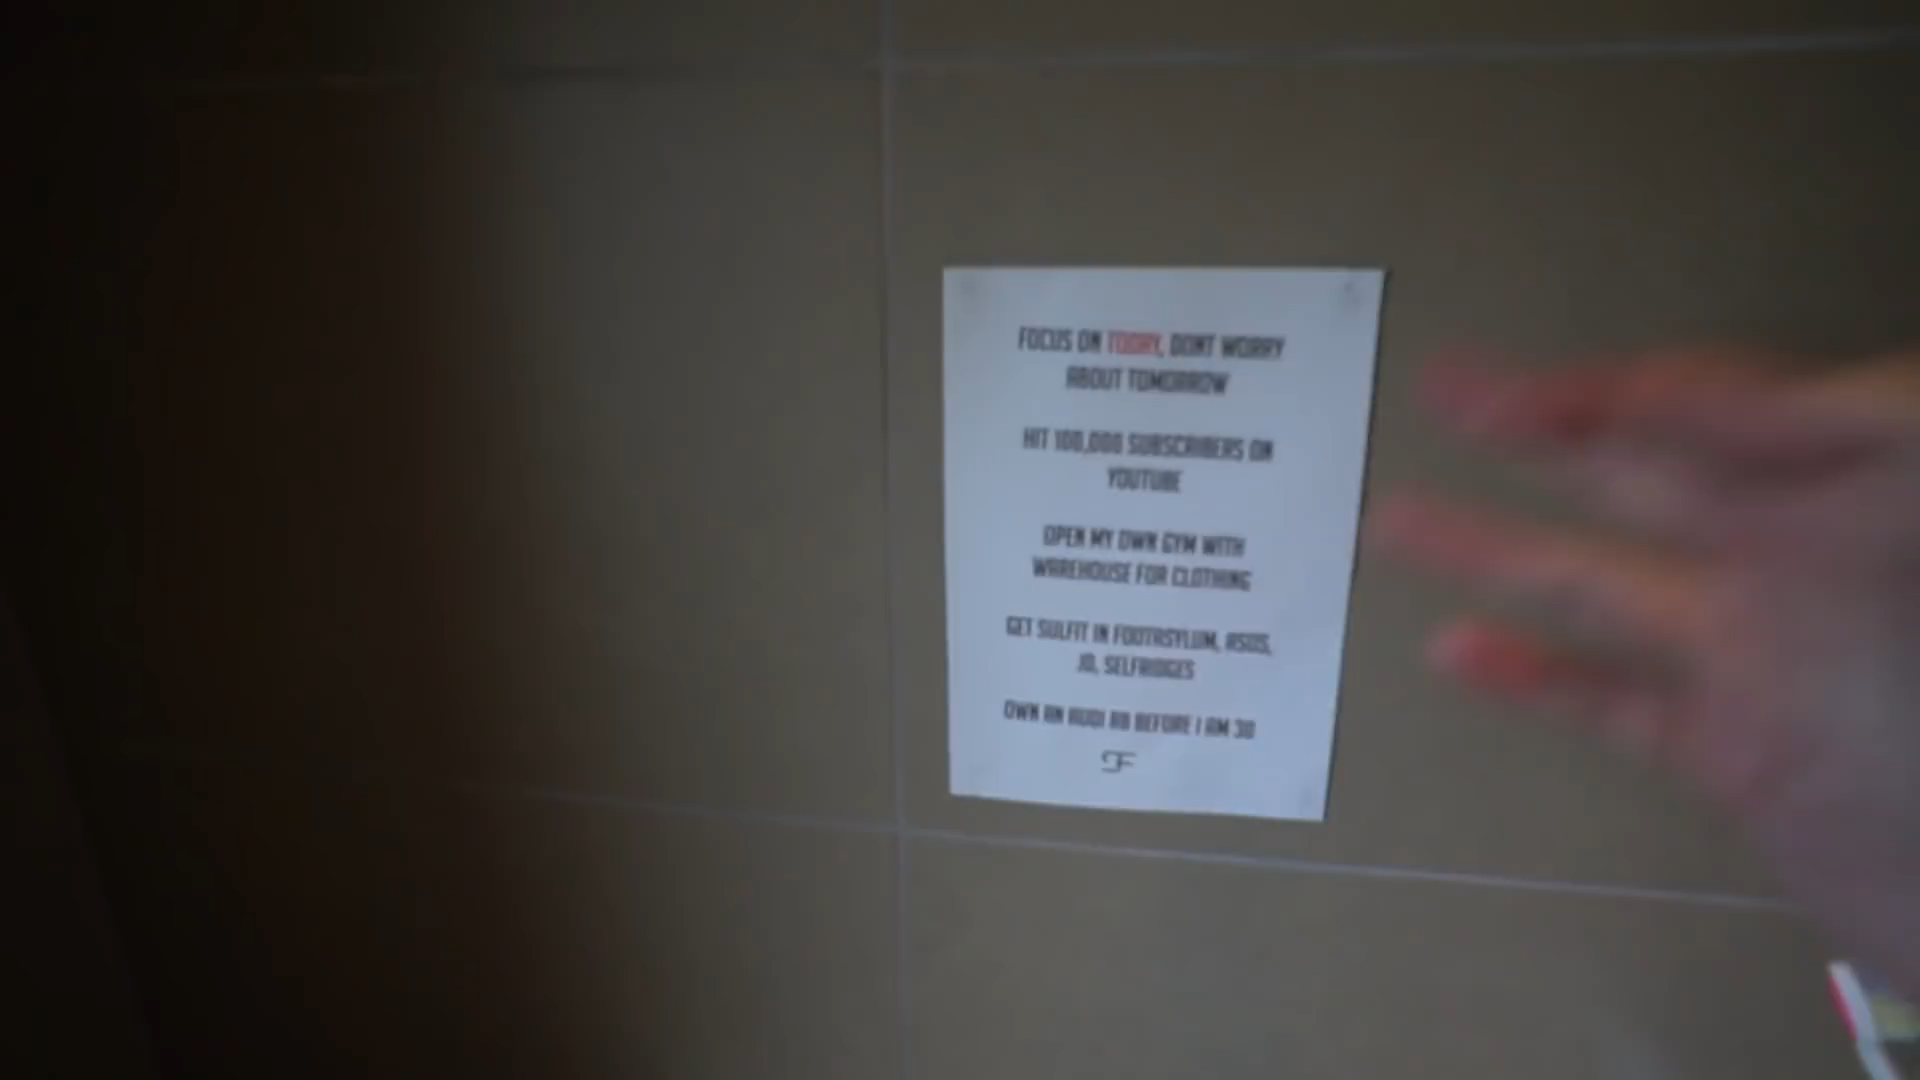 FOCUS ON TODAY, DONT WORRY
ABOUT TOMORROW
HIT 100,000 SUBSCRIBERS ON
YOUTUBE
OPEN MY OWN GYM WITH
WAREHOUSE FOR CLOTHING
GET SULFIT IN FOOTASYLUM, ASOS,
JD, SELFRIDGES
OWN AN AUDI R8 BEFORE I AM 30
SF